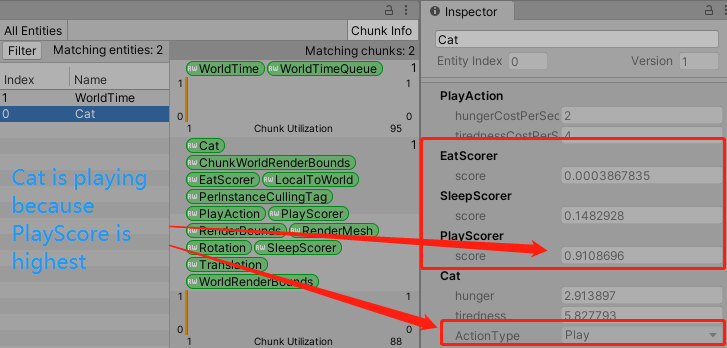 All Entities
Chunk Info
Filter
Matching entities: 2
Matching chunks: 2
Index
Name
1
WorldTime
0
Cat
Cat is playing
because
PlayScore is
highest
RW WorldTime
RW WorldTimeQueue
1
1
0
1
Chunk Utilization
95
RW Cat
1
RW ChunkWorldRenderBounds
RW EatScorer
RW LocalToWorld
RW PerInstanceCullingTag
RW PlayAction
RW PlayScorer
RW RenderBounds
RW RenderMesh
RW Rotation
RW SleepScorer
RW Translation
RW WorldRenderBounds
1
1
0
0
1
Chunk Utilization
88
Inspector
Cat
Entity Index
0
Version
1
PlayAction
hungerCostPerSec
2
tirednessCostPerS
4
EatScorer
score
0.0003867835
SleepScorer
score
0.1482928
PlayScorer
score
0.9108696
Cat
hunger
2.913897
tiredness
5.827793
ActionType
Play